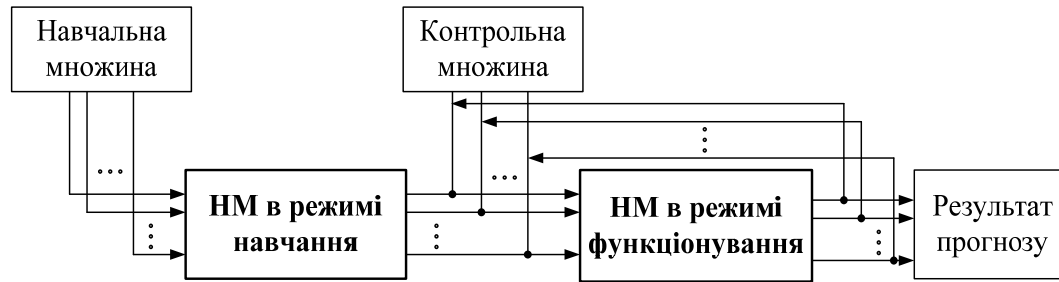 Навчальна
множина
Контрольна
множина
НМ в режимі
навчання
НМ в режимі
функціонування
Результат
прогнозу